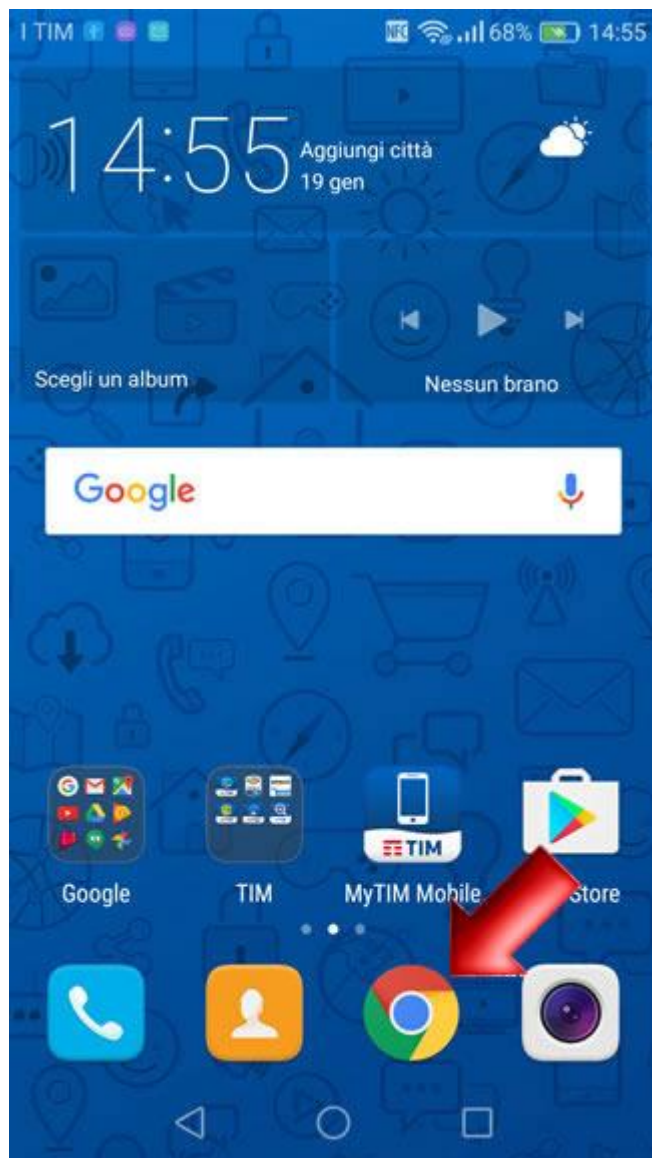 I TIM NFC 68% 14:55
14:55
Aggiungi città
19 gen
Scegli un album
Nessun brano
Google
TIM
Google TIM MyTIM Mobile Store